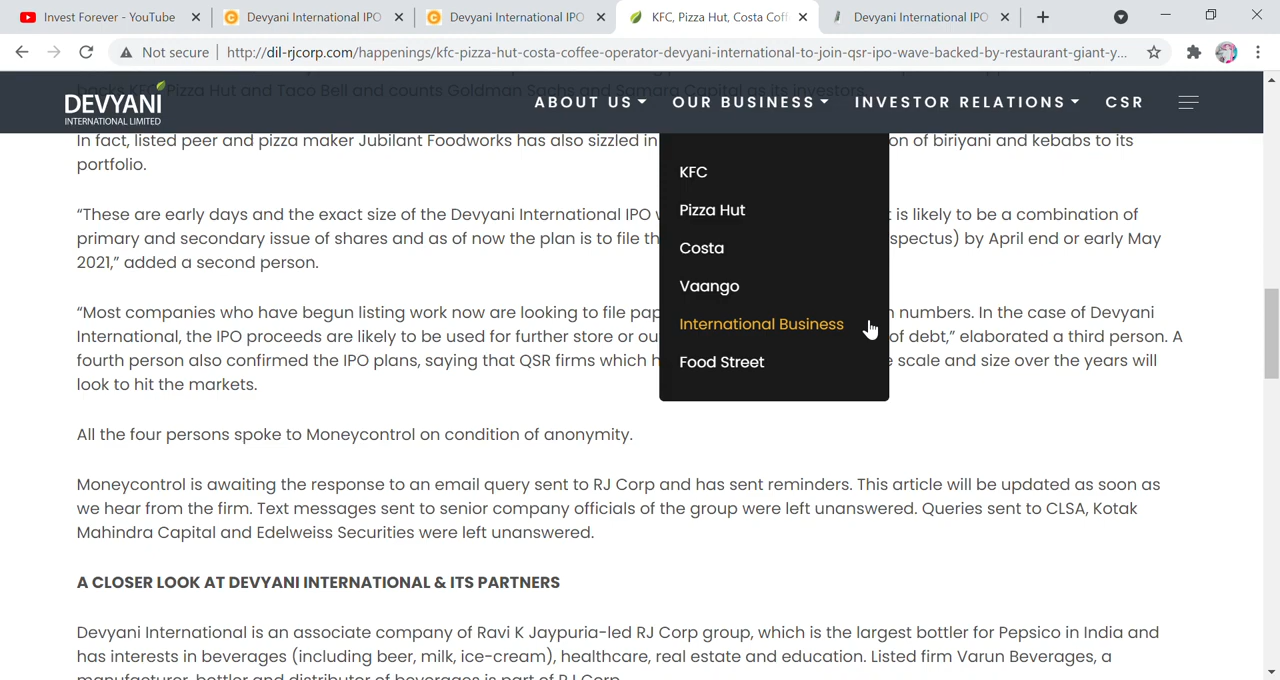 Invest Forever - YouTube
Devyani International IPO
Devyani International IPO
KFC, Pizza Hut, Costa Coff
Devyani International IPO
Not secure
http://dil-rjcorp.com/happenings/kfc-pizza-hut-costa-coffee-operator-devyani-international-to-join-qsr-ipo-wave-backed-by-restaurant-giant-y...
DEVYANI
INTERNATIONAL LIMITED
ABOUT US
OUR BUSINESS
INVESTOR RELATIONS
CSR
KFC
Pizza Hut
Costa
Vaango
International Business
Food Street
pocks KFC, Pizza Hut and Taco Bell and counts Goldman Sachs and Samara Capital as its investors.
In fact, listed peer and pizza maker Jubilant Foodworks has also sizzled in on of biriyani and kebabs to its
portfolio.
“These are early days and the exact size of the Devyani International IPO is likely to be a combination of
primary and secondary issue of shares and as of now the plan is to file th spectus) by April end or early May
2021,” added a second person.
“Most companies who have begun listing work now are looking to file pap numbers. In the case of Devyani
International, the IPO proceeds are likely to be used for further store or ou of debt,” elaborated a third person. A
fourth person also confirmed the IPO plans, saying that QSR firms which scale and size over the years will
look to hit the markets.
All the four persons spoke to Moneycontrol on condition of anonymity.
Moneycontrol is awaiting the response to an email query sent to RJ Corp and has sent reminders. This article will be updated as soon as
we hear from the firm. Text messages sent to senior company officials of the group were left unanswered. Queries sent to CLSA, Kotak
Mahindra Capital and Edelweiss Securities were left unanswered.
A CLOSER LOOK AT DEVYANI INTERNATIONAL & ITS PARTNERS
Devyani International is an associate company of Ravi K Jaypuria-led RJ Corp group, which is the largest bottler for Pepsico in India and
has interests in beverages (including beer, milk, ice-cream), healthcare, real estate and education. Listed firm Varun Beverages, a
manufacturer, bottler and distributor of beverages is part of RJ Corp.